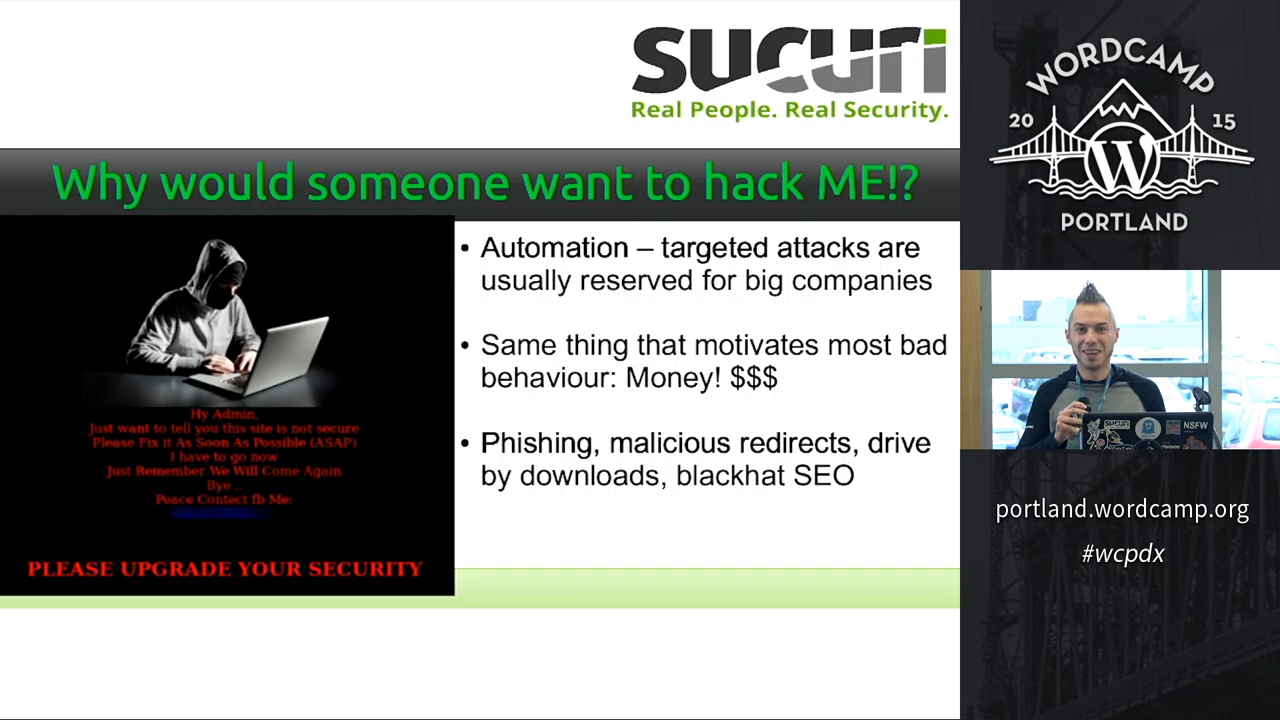 sucuri
Real People. Real Security.
Why would someone want to hack ME!?
• Automation – targeted attacks are
usually reserved for big companies
• Same thing that motivates most bad
behaviour: Money! $$$
• Phishing, malicious redirects, drive
by downloads, blackhat SEO
Hy Admin,
Just want to tell you this site is not secure
Please Fix it As Soon As Possible (ASAP)
I have to go now
Just Remember We Will Come Again
Bye ..
Peace Contect fb Me:
PLEASE UPGRADE YOUR SECURITY
WORDCAMP
20 15
W
PORTLAND
sucuri
NSFW
portland.wordcamp.org
#wcpdx